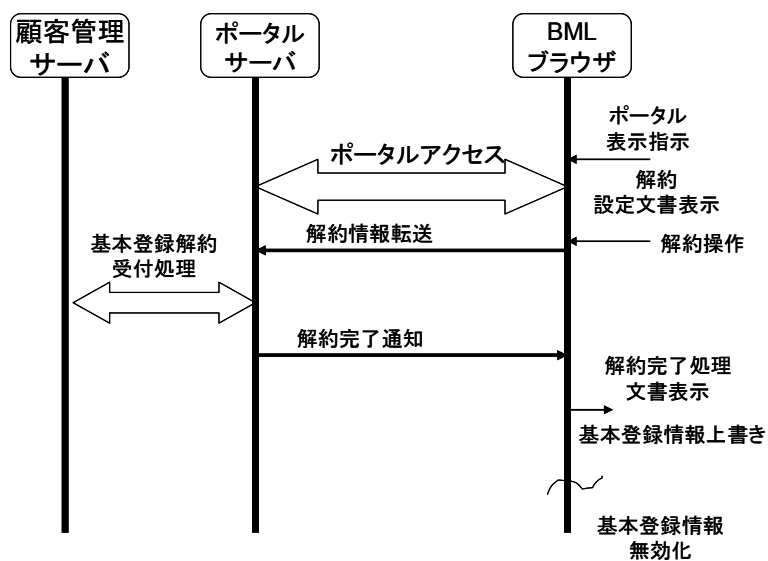 顧客管理
サーバ
ポータル
サーバ
BML
ブラウザ
ポータル
表示指示
ポータルアクセス
解約
設定文書表示
解約情報転送
解約操作
基本登録解約
受付処理
解約完了通知
解約完了処理
文書表示
基本登録情報上書き
基本登録情報
無効化